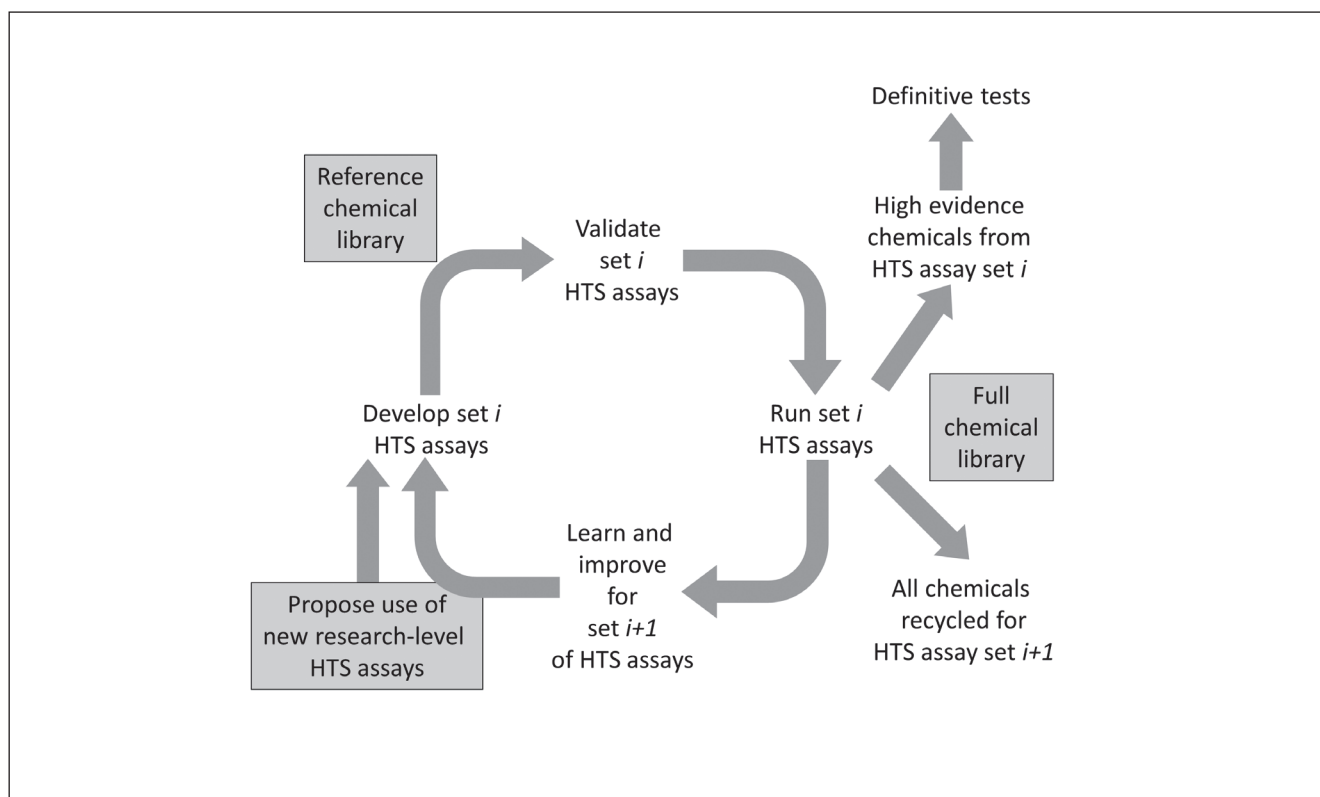 Definitive tests
Reference
chemical
library
High evidence
chemicals from
HTS assay set i
Validate
set i
HTS assays
Full
chemical
library
Develop set i
HTS assays
Run set i
HTS assays
Learn and
improve
for
set i+1
of HTS assays
All chemicals
recycled for
HTS assay set i+1
Propose use of
new research-level
HTS assays